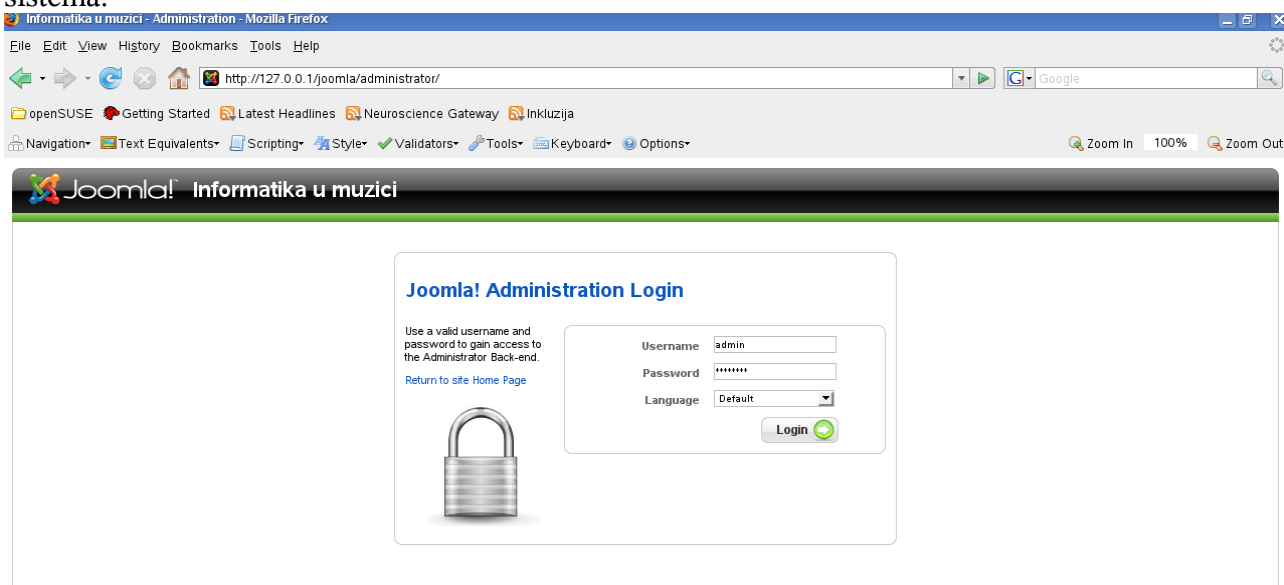 sistema.
Informatika u muzici - Administration - Mozilla Firefox
File Edit View History Bookmarks Tools Help
http://127.0.0.1/joomla/administrator/ G Google
openSUSE Getting Started Latest Headlines Neuroscience Gateway Inkluzija
Navigation Text Equivalents Scripting Style Validators Tools Keyboard Options Zoom In 100% Zoom Out
Joomla!™ Informatika u muzici
Joomla! Administration Login
Use a valid username and
password to gain access to
the Administrator Back-end.
Return to site Home Page
Username admin
Password ********
Language Default
Login